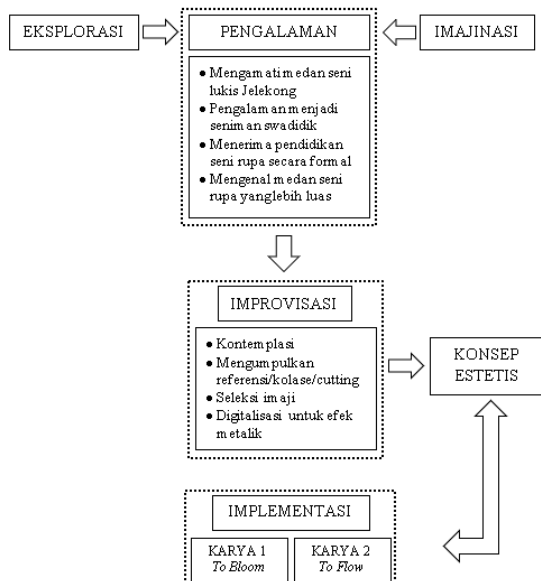 EKSPLORASI
PENGALAMAN
IMAJINASI
● Mengamati medan seni
lukis Jelekong
● Pengalaman menjadi
seniman swadidik
● Menerima pendidikan
seni rupa secara formal
● Mengenal medan seni
rupa yang lebih luas
IMPROVISASI
● Kontemplasi
● Mengumpulkan
referensi/kolase/cutting
● Seleksi imaji
● Digitalisasi untuk efek
metalik
KONSEP
ESTETIS
IMPLEMENTASI
KARYA 1
To Bloom
KARYA 2
To Flow